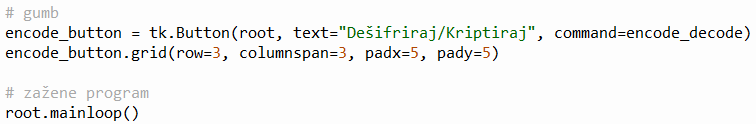 # gumb
encode_button = tk.Button(root, text="Dešifriraj/Kriptiraj", command=encode_decode)
encode_button.grid(row=3, columnspan=3, padx=5, pady=5)
# zažene program
root.mainloop()